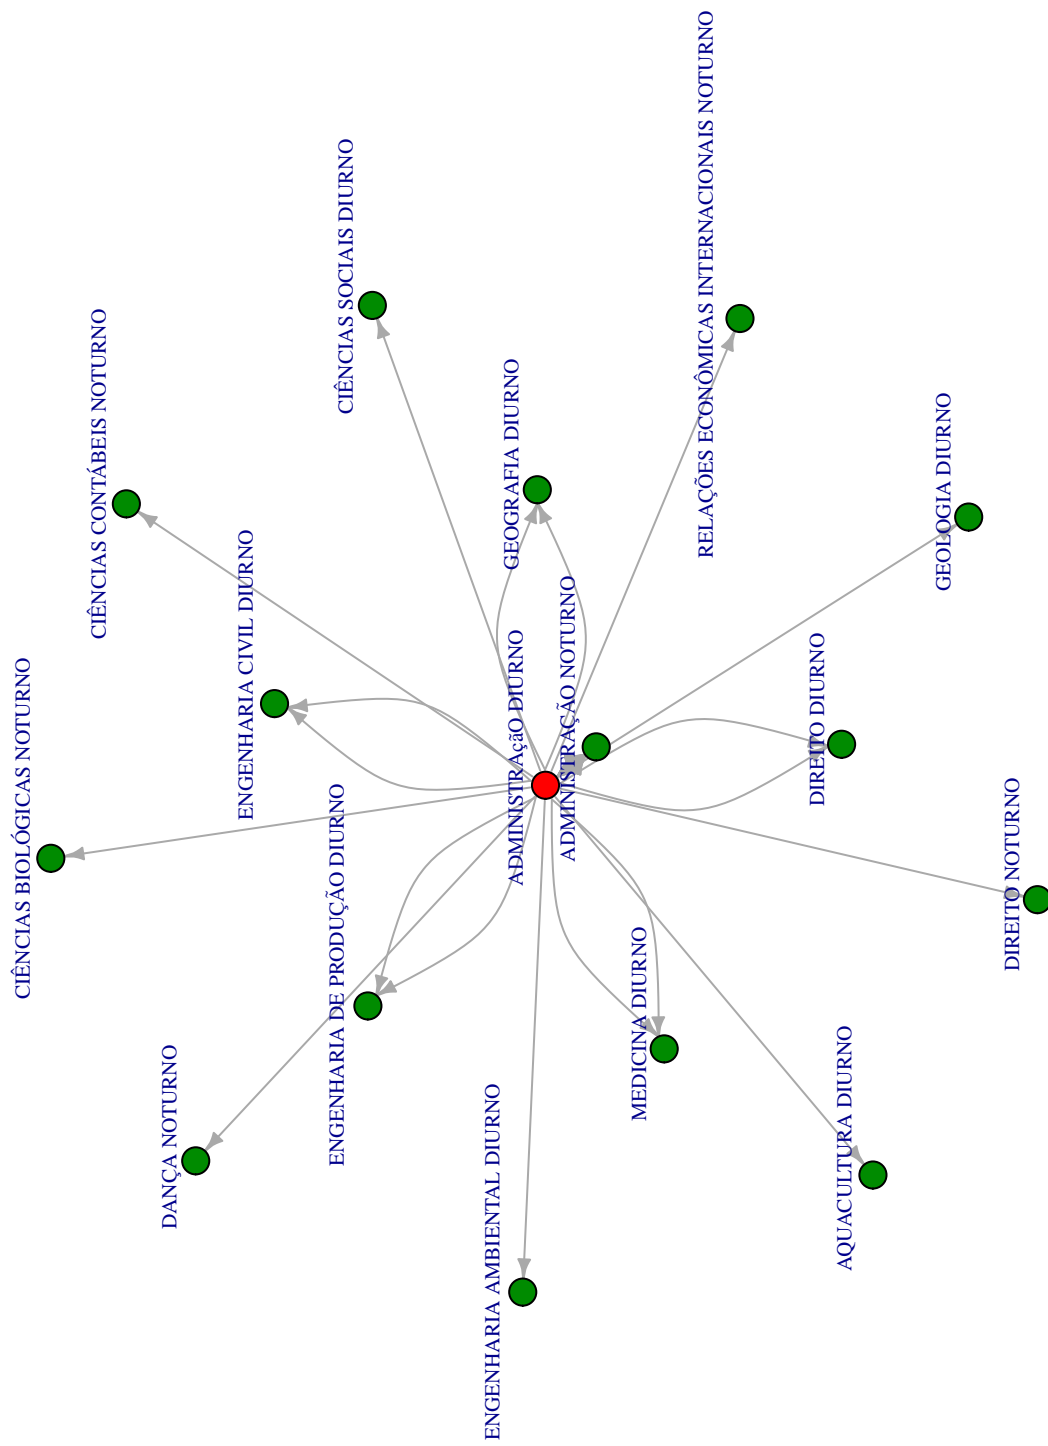 RELAÇÕES ECONÔMICAS INTERNACIONAIS NOTURNO
CIÊNCIAS SOCIAIS DIURNO
CIÊNCIAS CONTÁBEIS NOTURNO
GEOGRAFIA DIURNO
GEOLOGIA DIURNO
ENGENHARIA CIVIL DIURNO
ADMINISTRAÇÃO NOTURNO
ADMINISTRAçãO DIURNO
DIREITO DIURNO
CIÊNCIAS BIOLÓGICAS NOTURNO
DIREITO NOTURNO
ENGENHARIA DE PRODUÇÃO DIURNO
MEDICINA DIURNO
AQUACULTURA DIURNO
DANÇA NOTURNO
ENGENHARIA AMBIENTAL DIURNO